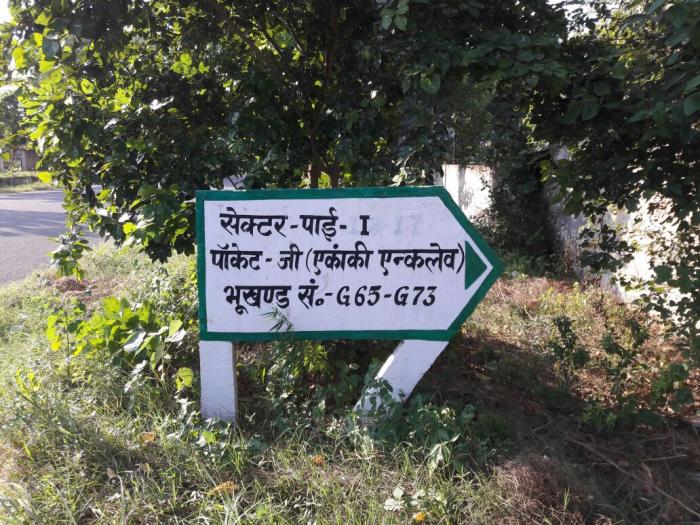 सेक्टर-पाई-I
पॉकेट-जी (एकांकी एन्कलेव)
भूखण्ड सं॰-G65-G73